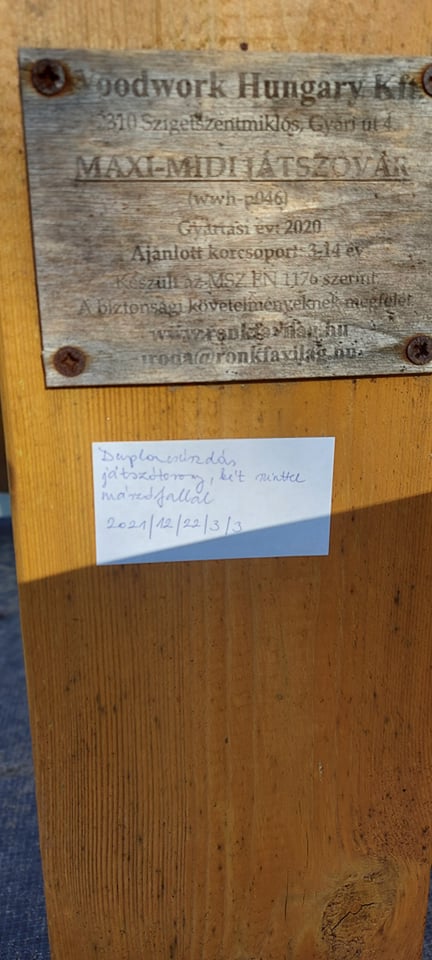 Woodwork Hungary Kft.
2310 Szigetszentmiklós, Gyári út 4.
MAXI-MIDI JÁTSZÓVÁR
(wwh-p046)
Gyártási év: 2020
Ajánlott korcsoport: 3-14 év
Készült az MSZ EN 1176 szerint
A biztonsági követelményeknek megfelel
www.ronkfavilag.hu
iroda@ronkfavilag.hu
Duplacsúszdás
játszótorony, két szinttel
mászófallal
2021/12/22/3/3